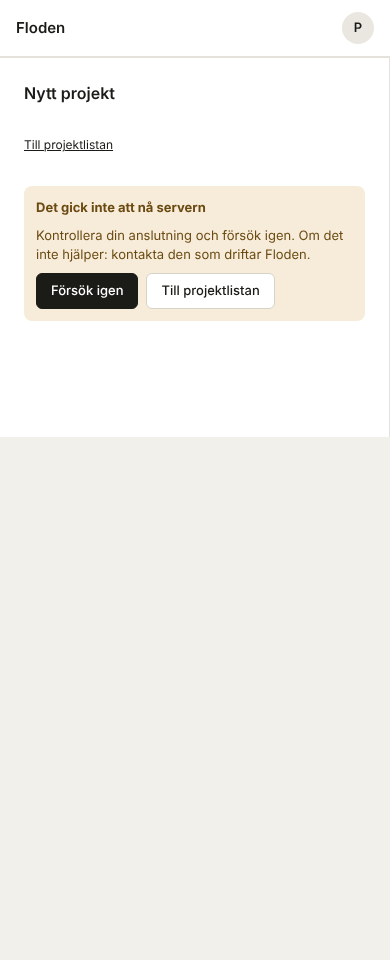 Floden
P
Nytt projekt
Till projektlistan
Det gick inte att nå servern
Kontrollera din anslutning och försök igen. Om det
inte hjälper: kontakta den som driftar Floden.
Försök igen
Till projektlistan